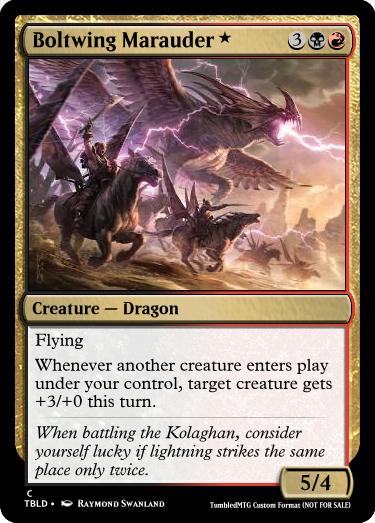 Boltwing Marauder ★ 3
Creature — Dragon
Flying
Whenever another creature enters play
under your control, target creature gets
+3/+0 this turn.
When battling the Kolaghan, consider
yourself lucky if lightning strikes the
same place only twice.
5/4
C
TBLD • Raymond Swanland
TumbledMTG Custom Format (NOT FOR SALE)